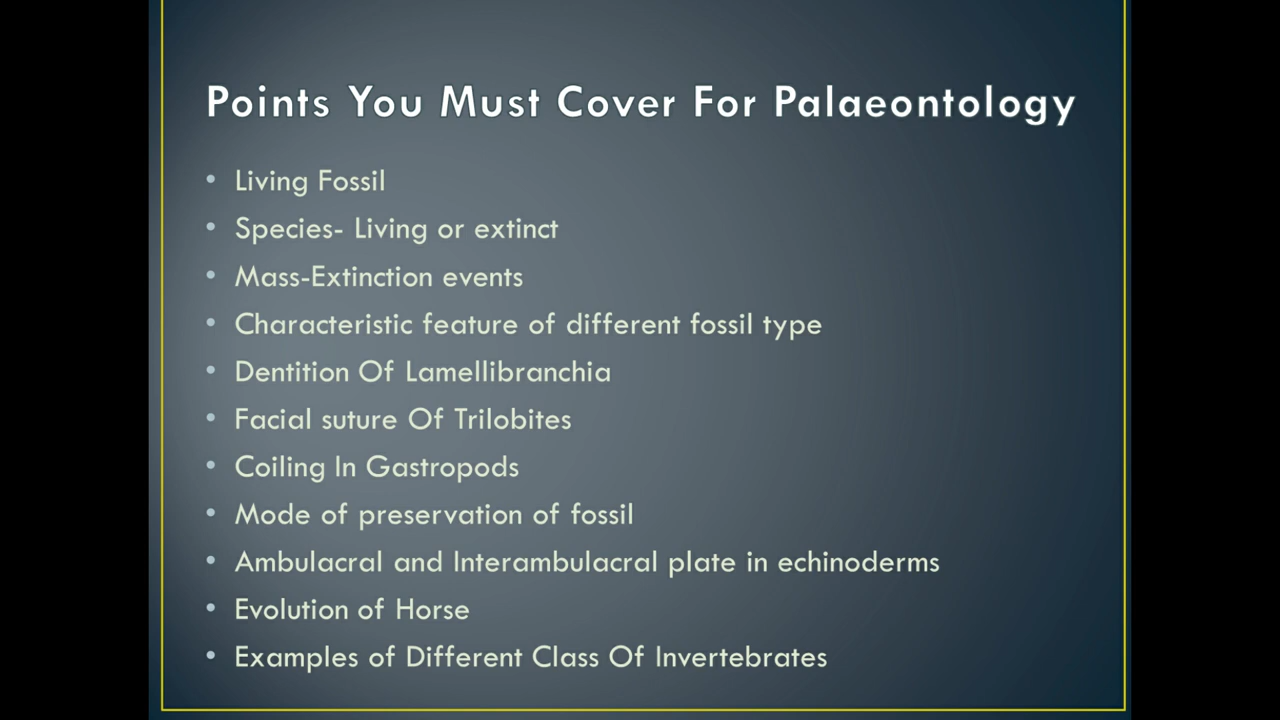 Points You Must Cover For Palaeontology
• Living Fossil
• Species- Living or extinct
• Mass-Extinction events
• Characteristic feature of different fossil type
• Dentition Of Lamellibranchia
• Facial suture Of Trilobites
• Coiling In Gastropods
• Mode of preservation of fossil
• Ambulacral and Interambulacral plate in echinoderms
• Evolution of Horse
• Examples of Different Class Of Invertebrates